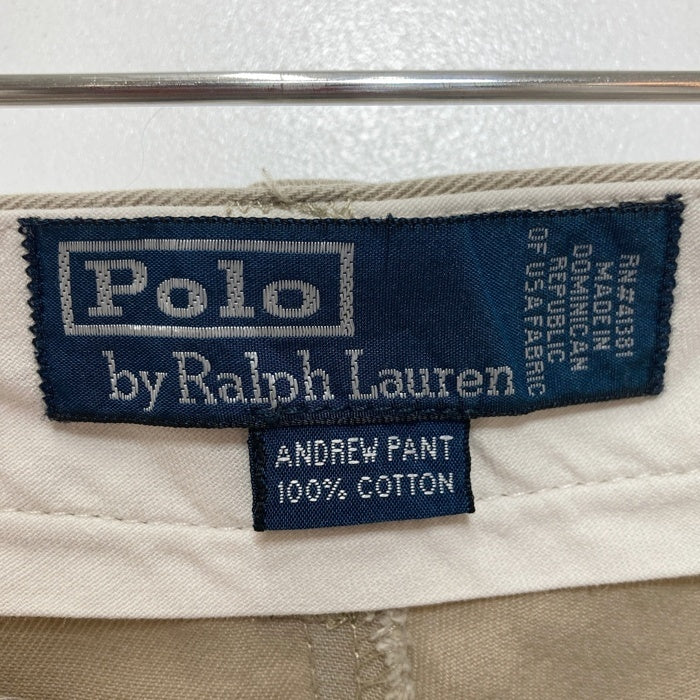 Polo
by Ralph Lauren
RN#41381
MADE IN
DOMINICAN
REPUBLIC
OF USA FABRIC
ANDREW PANT
100% COTTON